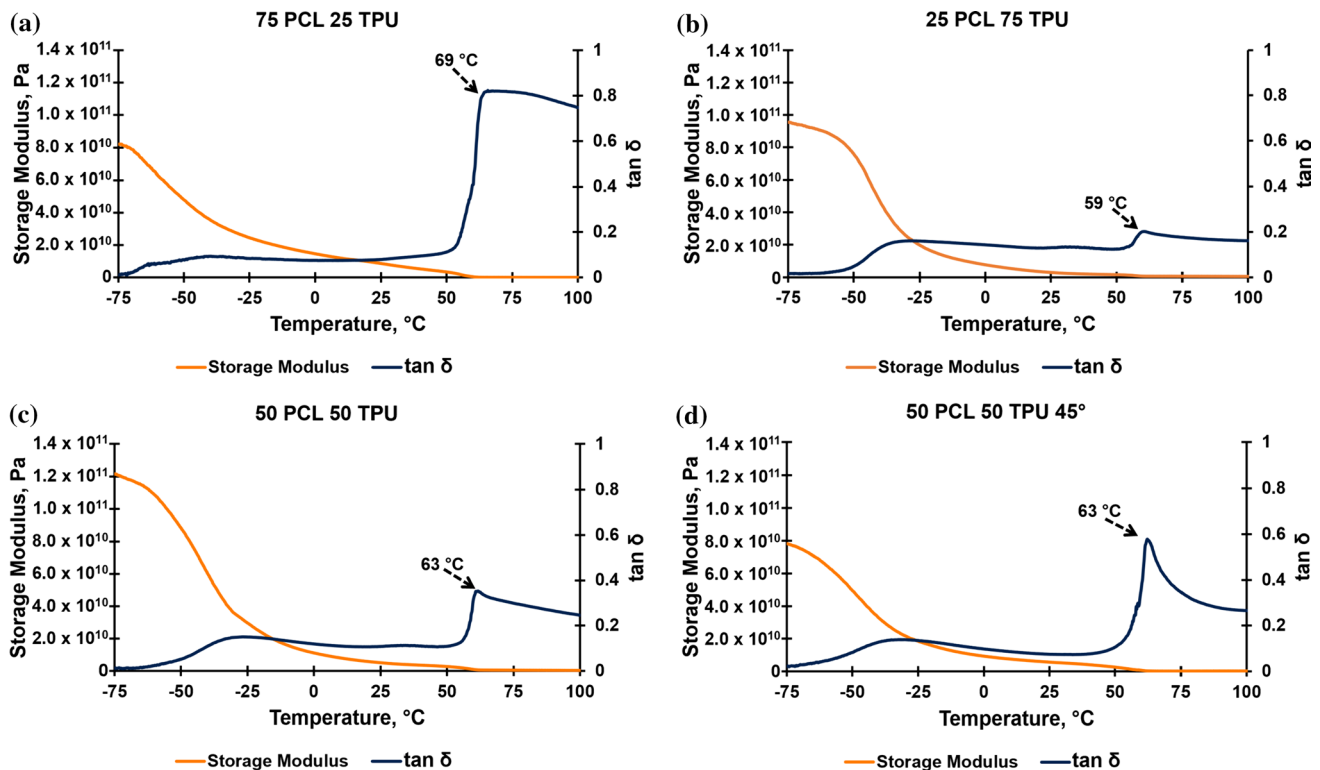 (a)
75 PCL 25 TPU
1.4 x 10¹¹
1.2 x 10¹¹
1.0 x 10¹¹
8.0 x 10¹⁰
6.0 x 10¹⁰
4.0 x 10¹⁰
2.0 x 10¹⁰
0
Storage Modulus, Pa
69 °C
1
0.8
0.6
0.4
0.2
0
tan δ
-75 -50 -25 0 25 50 75 100
Temperature, °C
Storage Modulus tan δ
(b)
25 PCL 75 TPU
1.4 x 10¹¹
1.2 x 10¹¹
1.0 x 10¹¹
8.0 x 10¹⁰
6.0 x 10¹⁰
4.0 x 10¹⁰
2.0 x 10¹⁰
0
Storage Modulus, Pa
59 °C
1
0.8
0.6
0.4
0.2
0
tan δ
-75 -50 -25 0 25 50 75 100
Temperature, °C
Storage Modulus tan δ
(c)
50 PCL 50 TPU
1.4 x 10¹¹
1.2 x 10¹¹
1.0 x 10¹¹
8.0 x 10¹⁰
6.0 x 10¹⁰
4.0 x 10¹⁰
2.0 x 10¹⁰
0
Storage Modulus, Pa
63 °C
1
0.8
0.6
0.4
0.2
0
tan δ
-75 -50 -25 0 25 50 75 100
Temperature, °C
Storage Modulus tan δ
(d)
50 PCL 50 TPU 45°
1.4 x 10¹¹
1.2 x 10¹¹
1.0 x 10¹¹
8.0 x 10¹⁰
6.0 x 10¹⁰
4.0 x 10¹⁰
2.0 x 10¹⁰
0
Storage Modulus, Pa
63 °C
1
0.8
0.6
0.4
0.2
0
tan δ
-75 -50 -25 0 25 50 75 100
Temperature, °C
Storage Modulus tan δ